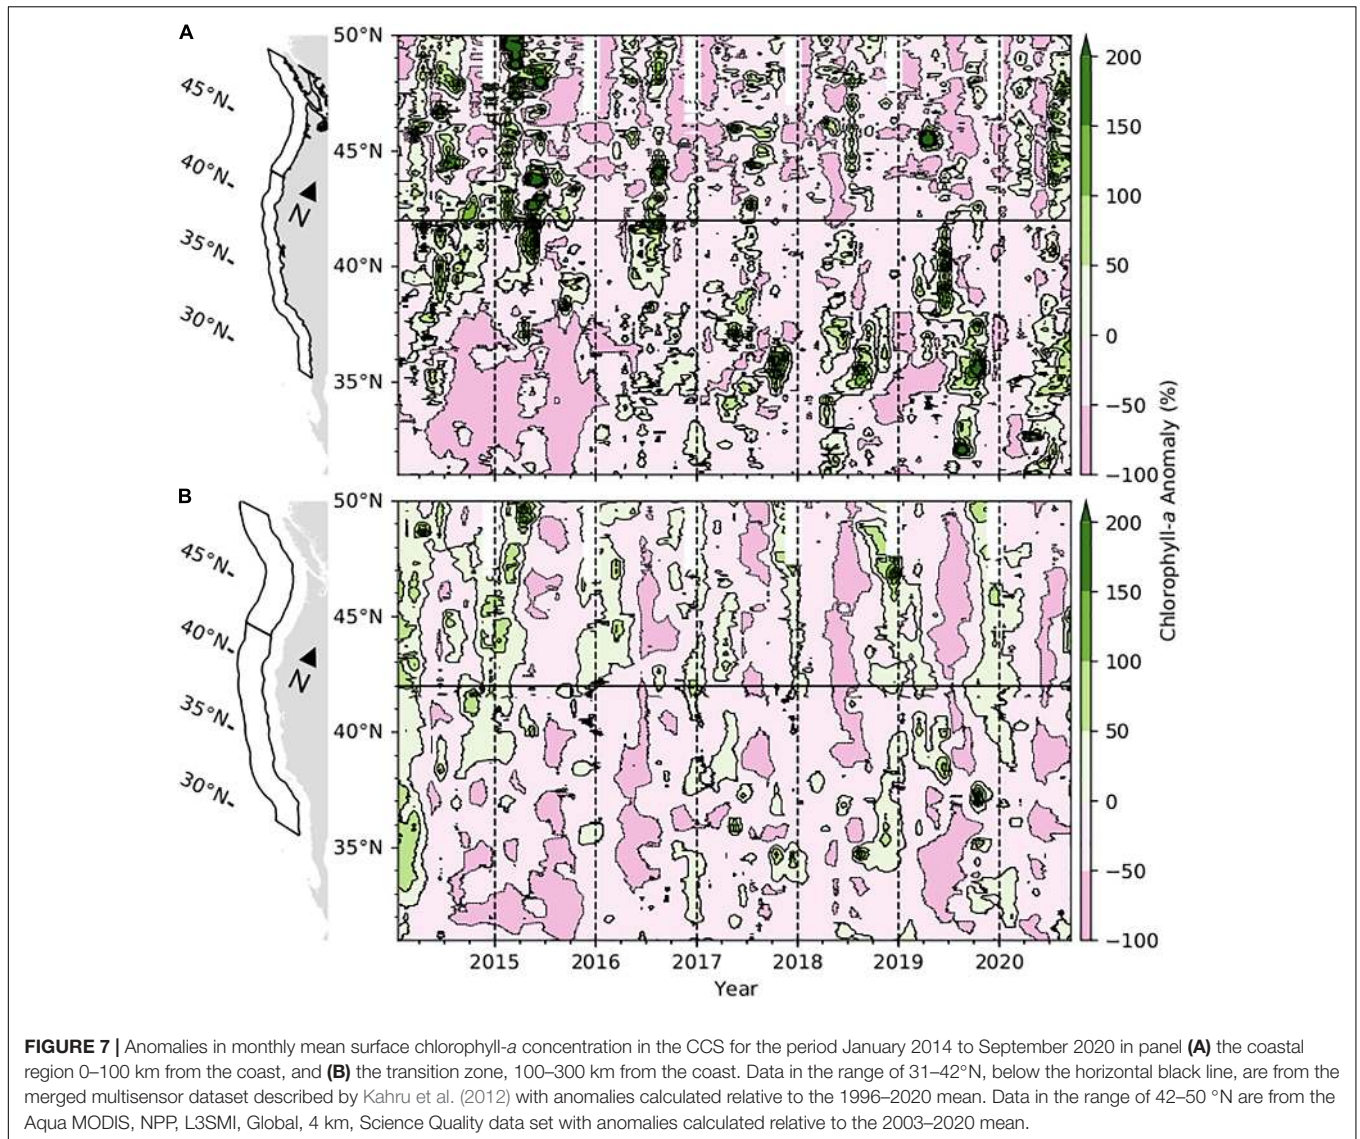 A
45°N
40°N
35°N
30°N
N
50°N
45°N
40°N
35°N
200
150
100
50
0
−50
−100
B
45°N
40°N
35°N
30°N
N
50°N
45°N
40°N
35°N
200
150
100
50
0
−50
−100
Chlorophyll-a Anomaly (%)
2015 2016 2017 2018 2019 2020
Year
FIGURE 7 | Anomalies in monthly mean surface chlorophyll-a concentration in the CCS for the period January 2014 to September 2020 in panel (A) the coastal
region 0–100 km from the coast, and (B) the transition zone, 100–300 km from the coast. Data in the range of 31–42°N, below the horizontal black line, are from the
merged multisensor dataset described by Kahru et al. (2012) with anomalies calculated relative to the 1996–2020 mean. Data in the range of 42–50 °N are from the
Aqua MODIS, NPP, L3SMI, Global, 4 km, Science Quality data set with anomalies calculated relative to the 2003–2020 mean.